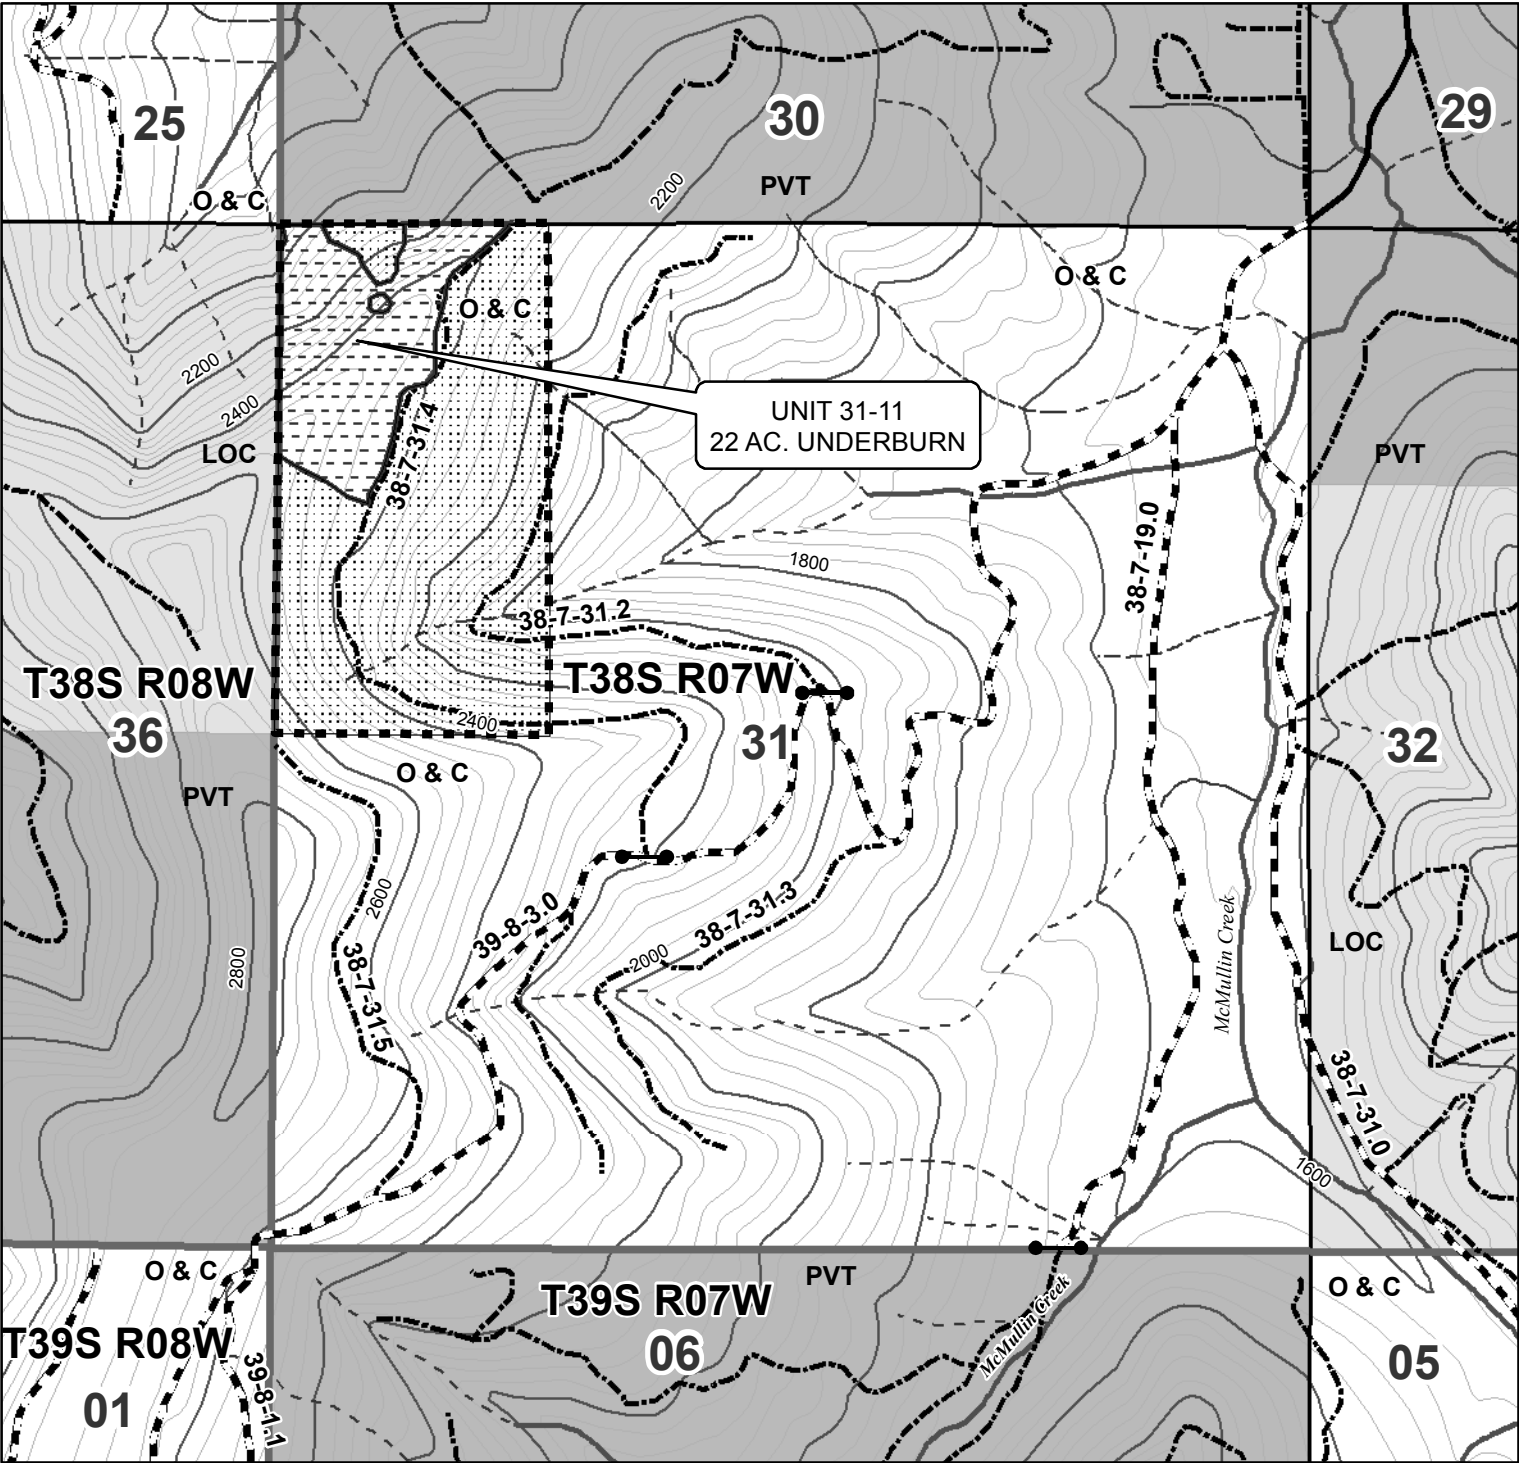 25
30
29
O & C
PVT
2200
O & C
O & C
2200
2400
LOC
38-7-31.4
UNIT 31-11
22 AC. UNDERBURN
PVT
38-7-19.0
1800
38-7-31.2
T38S R08W
36
T38S R07W
31
32
2400
O & C
PVT
2600
2800
39-8-3.0
38-7-31.3
2000
38-7-31.5
McMullin Creek
LOC
38-7-31.0
1600
O & C
PVT
O & C
T39S R07W
06
McMullin Creek
T39S R08W
01
39-8-1.1
05